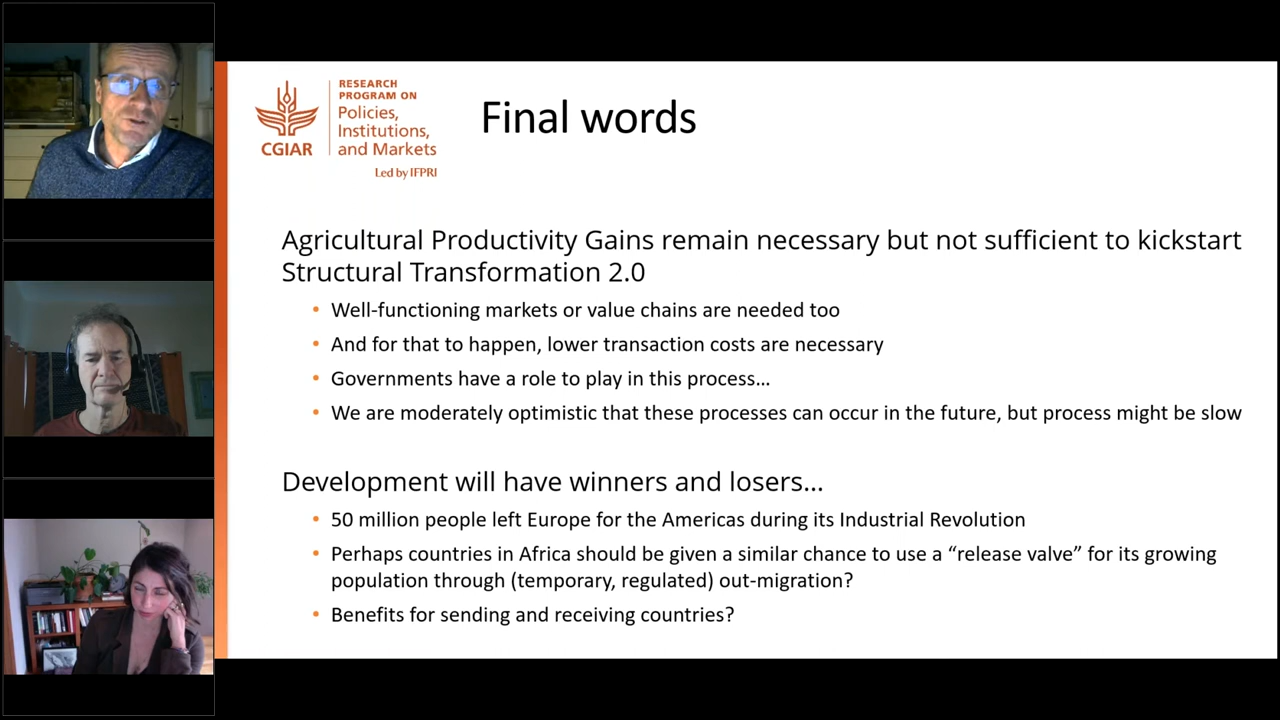 RESEARCH
PROGRAM ON
Policies,
Institutions,
and Markets
CGIAR
Led by IFPRI
Final words
Agricultural Productivity Gains remain necessary but not sufficient to kickstart
Structural Transformation 2.0
• Well-functioning markets or value chains are needed too
• And for that to happen, lower transaction costs are necessary
• Governments have a role to play in this process…
• We are moderately optimistic that these processes can occur in the future, but process might be slow
Development will have winners and losers…
• 50 million people left Europe for the Americas during its Industrial Revolution
• Perhaps countries in Africa should be given a similar chance to use a “release valve” for its growing
population through (temporary, regulated) out-migration?
• Benefits for sending and receiving countries?